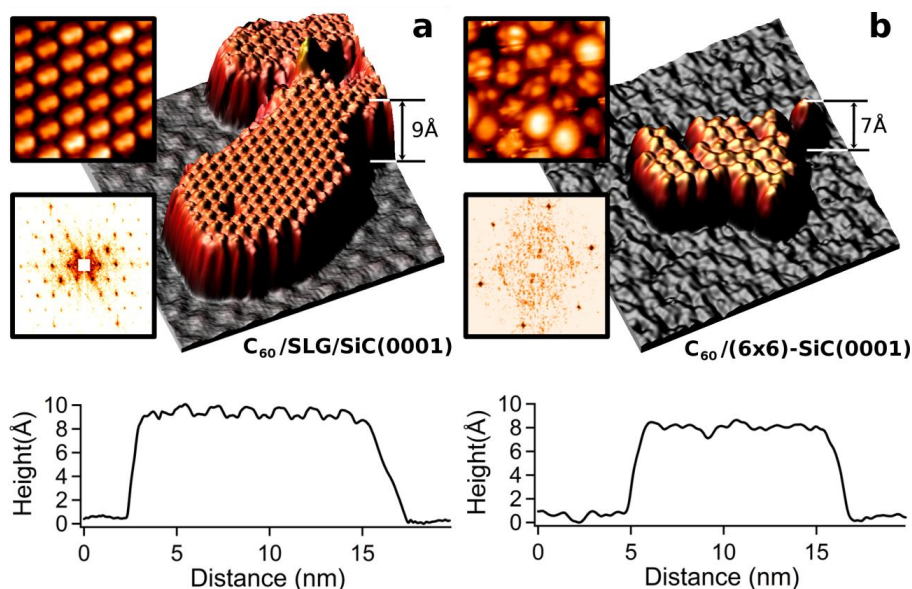 a
9Å
C₆₀/SLG/SiC(0001)
b
7Å
C₆₀/(6x6)-SiC(0001)
Height(Å)
10
8
6
4
2
0
0 5 10 15
Distance (nm)
Height(Å)
10
8
6
4
2
0
0 5 10 15
Distance (nm)